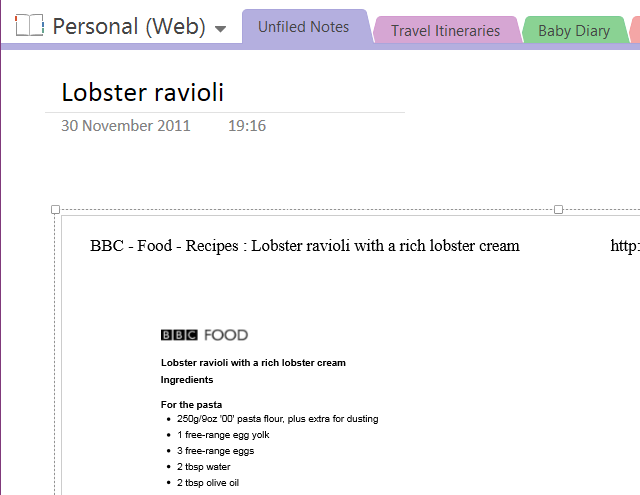 Personal (Web)
Unfiled Notes
Travel Itineraries
Baby Diary
Lobster ravioli
30 November 2011 19:16
BBC - Food - Recipes : Lobster ravioli with a rich lobster cream http:
BBC FOOD
Lobster ravioli with a rich lobster cream
Ingredients
For the pasta
• 250g/9oz '00' pasta flour, plus extra for dusting
• 1 free-range egg yolk
• 3 free-range eggs
• 2 tbsp water
• 2 tbsp olive oil